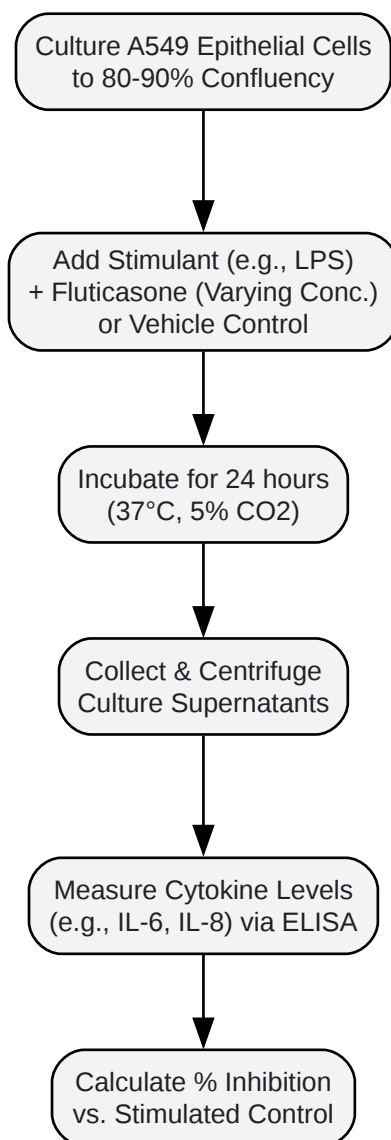 Culture A549 Epithelial Cells
to 80-90% Confluency
Add Stimulant (e.g., LPS)
+ Fluticasone (Varying Conc.)
or Vehicle Control
Incubate for 24 hours
(37°C, 5% CO2)
Collect & Centrifuge
Culture Supernatants
Measure Cytokine Levels
(e.g., IL-6, IL-8) via ELISA
Calculate % Inhibition
vs. Stimulated Control